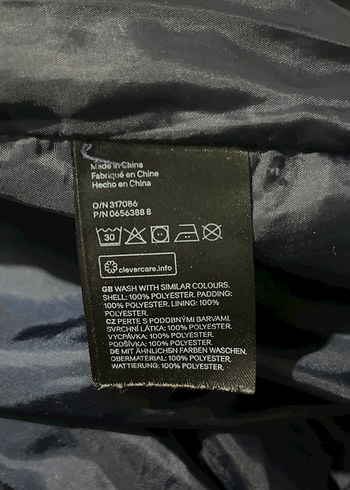 Made in China
Fabriqué en Chine
Hecho en China
O/N 317086
P/N 0656388 8
30
clevercare.info
GB WASH WITH SIMILAR COLOURS.
SHELL: 100% POLYESTER. PADDING:
100% POLYESTER. LINING: 100%
POLYESTER.
CZ PERTE S PODOBNÝMI BARVAMI.
SVRCHNÍ LÁTKA: 100% POLYESTER.
VYCPÁVKA: 100% POLYESTER.
PODŠÍVKA: 100% POLYESTER.
DE MIT ÄHNLICHEN FARBEN WASCHEN.
OBERMATERIAL: 100% POLYESTER.
WATTIERUNG: 100% POLYESTER.